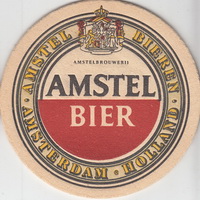 AMSTEL BIEREN
AMSTELBROUWERIJ
AMSTEL
BIER
AMSTERDAM · HOLLAND